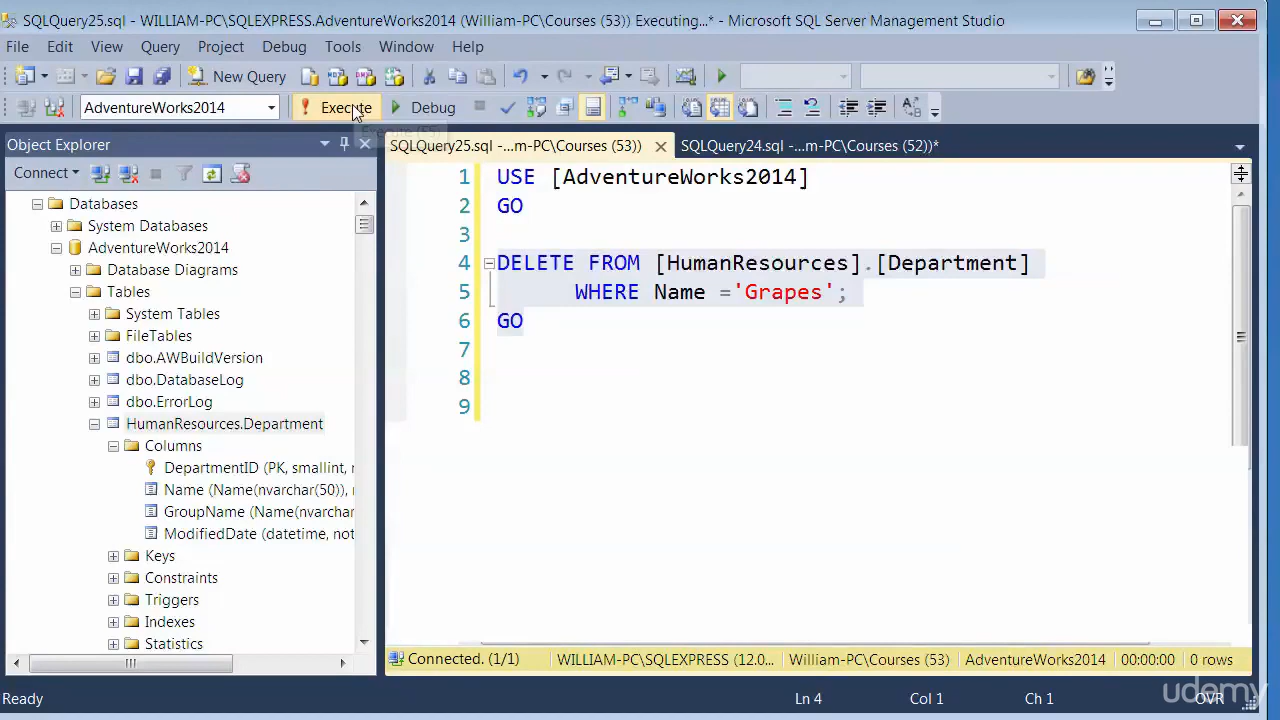 SQLQuery25.sql - WILLIAM-PC\SQLEXPRESS.AdventureWorks2014 (William-PC\Courses (53)) Executing...* - Microsoft SQL Server Management Studio
File Edit View Query Project Debug Tools Window Help
New Query
AdventureWorks2014 Execute Debug
Object Explorer
SQLQuery25.sql -...m-PC\Courses (53)) SQLQuery24.sql -...m-PC\Courses (52))*
Connect
Databases
System Databases
AdventureWorks2014
Database Diagrams
Tables
System Tables
FileTables
dbo.AWBuildVersion
dbo.DatabaseLog
dbo.ErrorLog
HumanResources.Department
Columns
DepartmentID (PK, smallint,
Name (Name(nvarchar(50)),
GroupName (Name(nvarchar
ModifiedDate (datetime, not
Keys
Constraints
Triggers
Indexes
Statistics
1 USE [AdventureWorks2014]
2 GO
3
4 DELETE FROM [HumanResources].[Department]
5 WHERE Name ='Grapes';
6 GO
7
8
9
Connected. (1/1) WILLIAM-PC\SQLEXPRESS (12.0... William-PC\Courses (53) AdventureWorks2014 00:00:00 0 rows
Ready Ln 4 Col 1 Ch 1 OVR
udemy